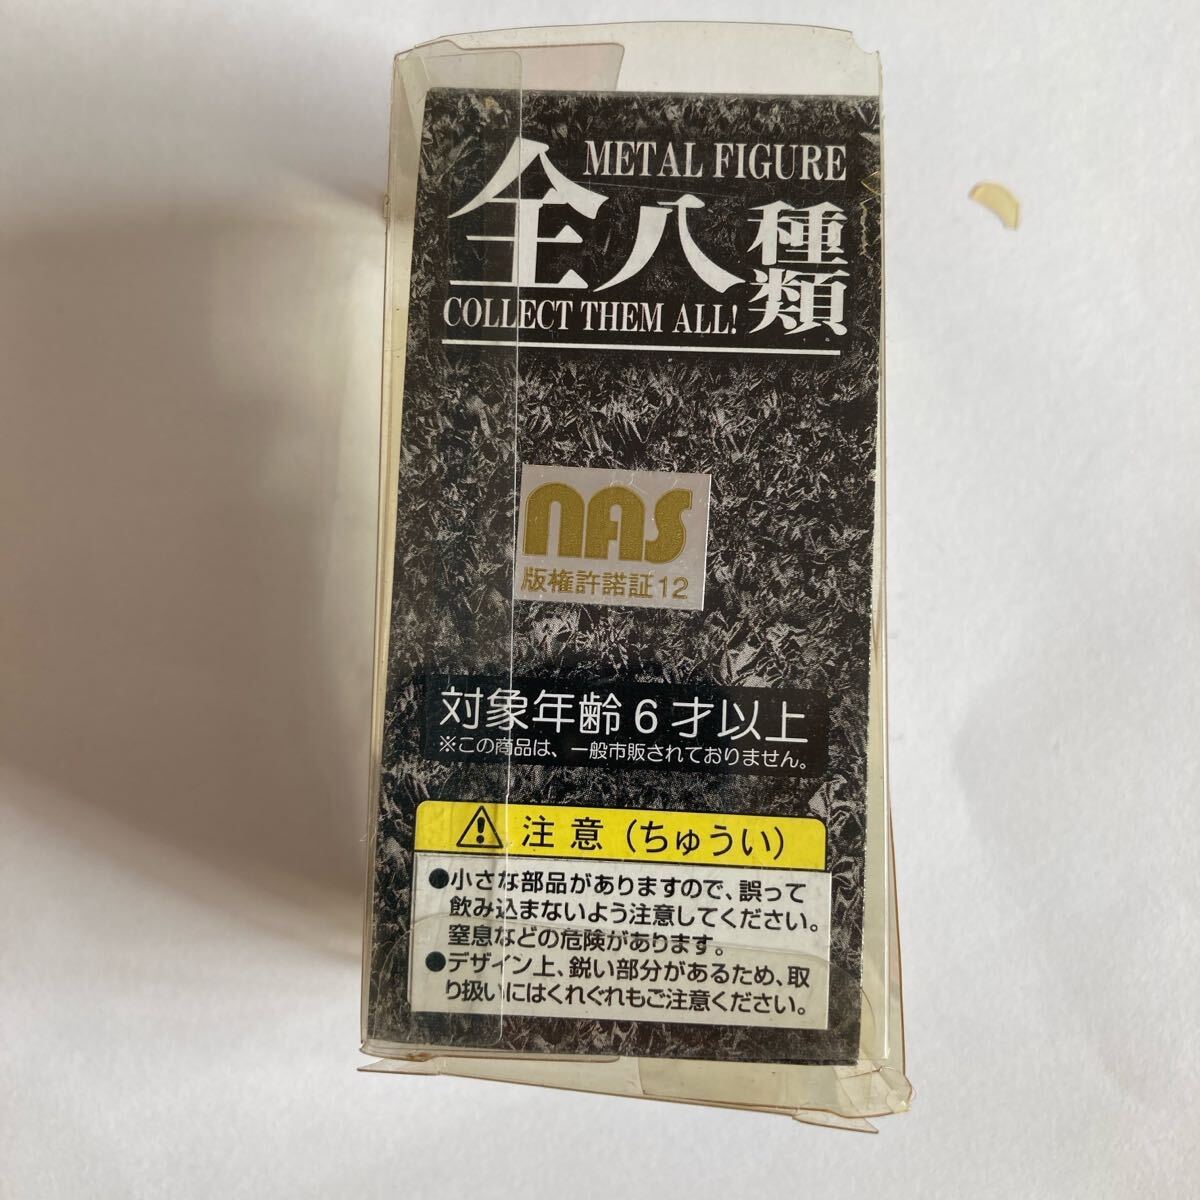 METAL FIGURE
全八種類
COLLECT THEM ALL!
nas
版権許諾証12
対象年齢6才以上
※この商品は、一般市販されておりません。
注意(ちゅうい)
●小さな部品がありますので、誤って
飲み込まないよう注意してください。
窒息などの危険があります。
●デザイン上、鋭い部分があるため、取
り扱いにはくれぐれもご注意ください。